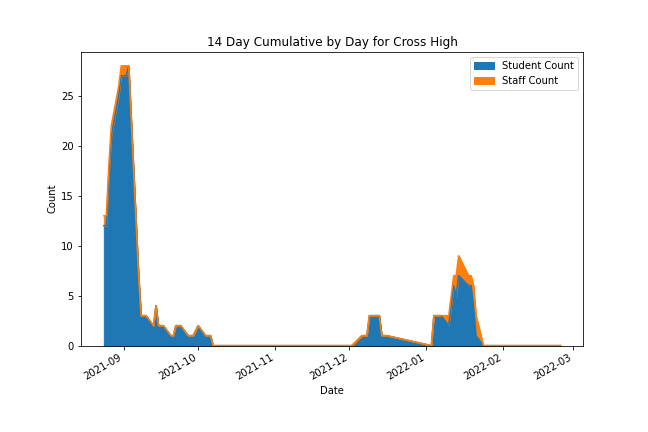 14 Day Cumulative by Day for Cross High
Student Count
Staff Count
25
20
15
10
5
0
Count
2021-09
2021-10
2021-11
2021-12
2022-01
2022-02
2022-03
Date